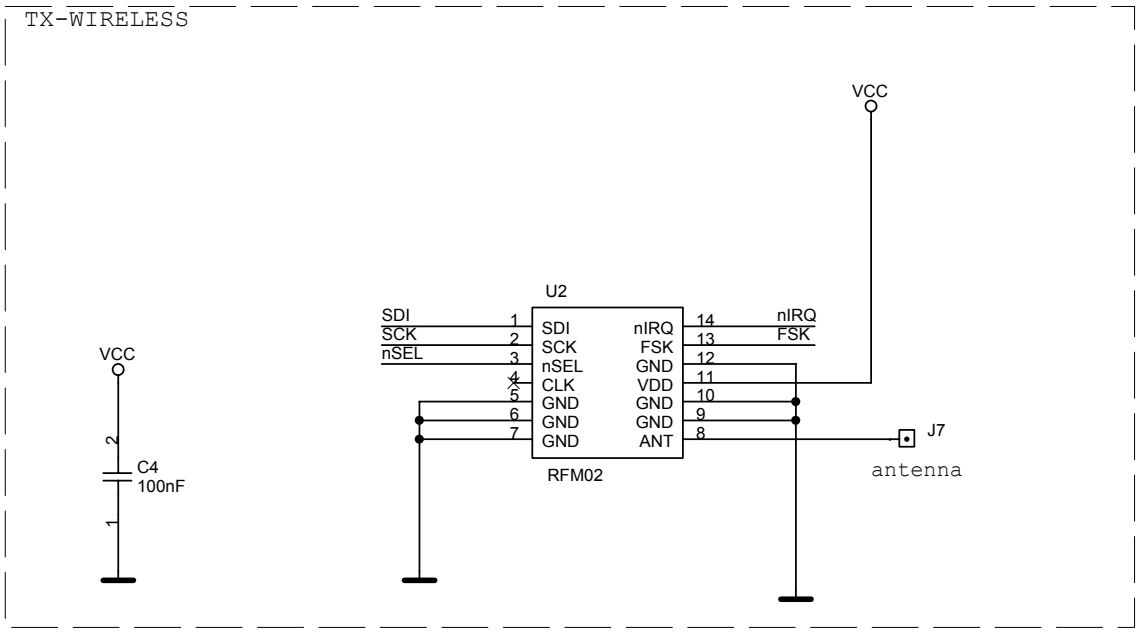 TX-WIRELESS
VCC
U2
SDI 1 SDI nIRQ 14 nIRQ
SCK 2 SCK FSK 13 FSK
nSEL 3 nSEL GND 12
4 CLK VDD 11
5 GND GND 10
6 GND GND 9
7 GND ANT 8
J7
antenna
RFM02
VCC
2
C4
100nF
1